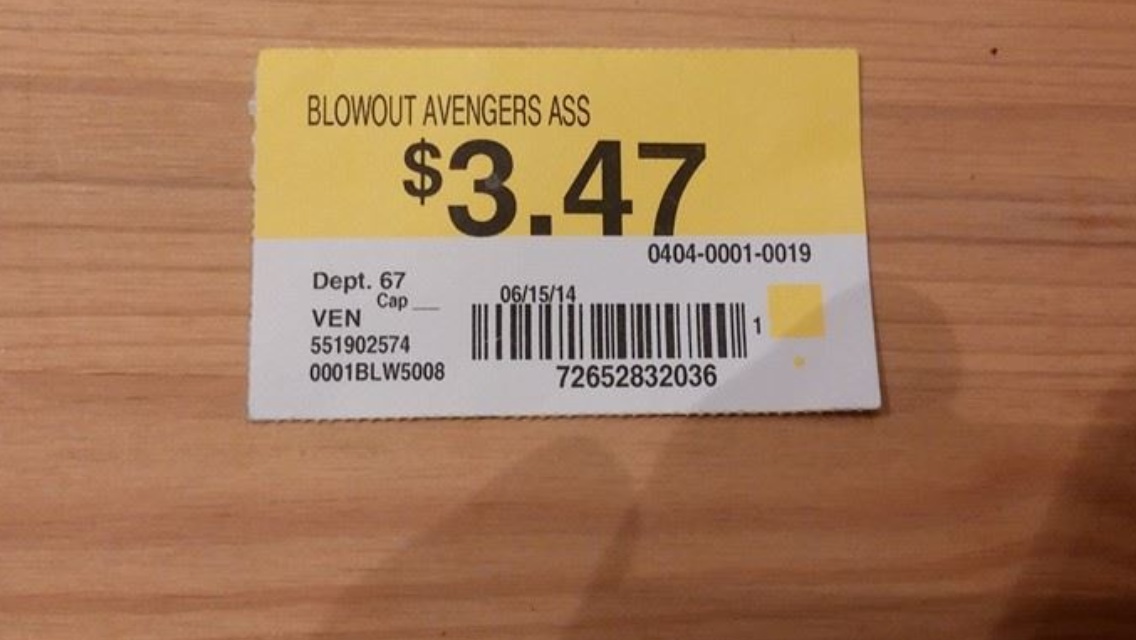 BLOWOUT AVENGERS ASS
$3.47
0404-0001-0019
Dept. 67
Cap __
06/15/14
VEN
551902574
1
0001BLW5008
72652832036